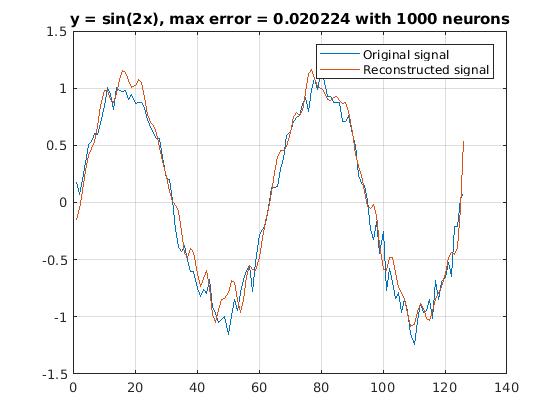 y = sin(2x), max error = 0.020224 with 1000 neurons
1.5
Original signal
Reconstructed signal
1
0.5
0
-0.5
-1
-1.5
0 20 40 60 80 100 120 140